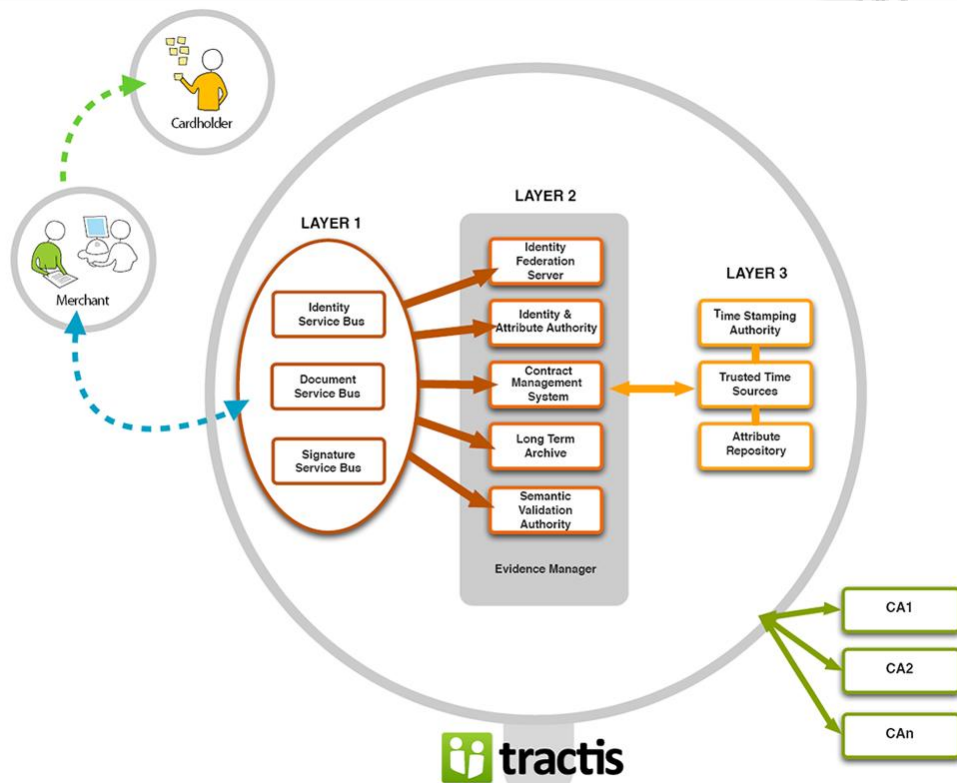 Cardholder
Merchant
LAYER 1
Identity
Service Bus
Document
Service Bus
Signature
Service Bus
LAYER 2
Identity
Federation
Server
Identity &
Attribute Authority
Contract
Management
System
Long Term
Archive
Semantic
Validation
Authority
Evidence Manager
LAYER 3
Time Stamping
Authority
Trusted Time
Sources
Attribute
Repository
CA1
CA2
CAn
tractis